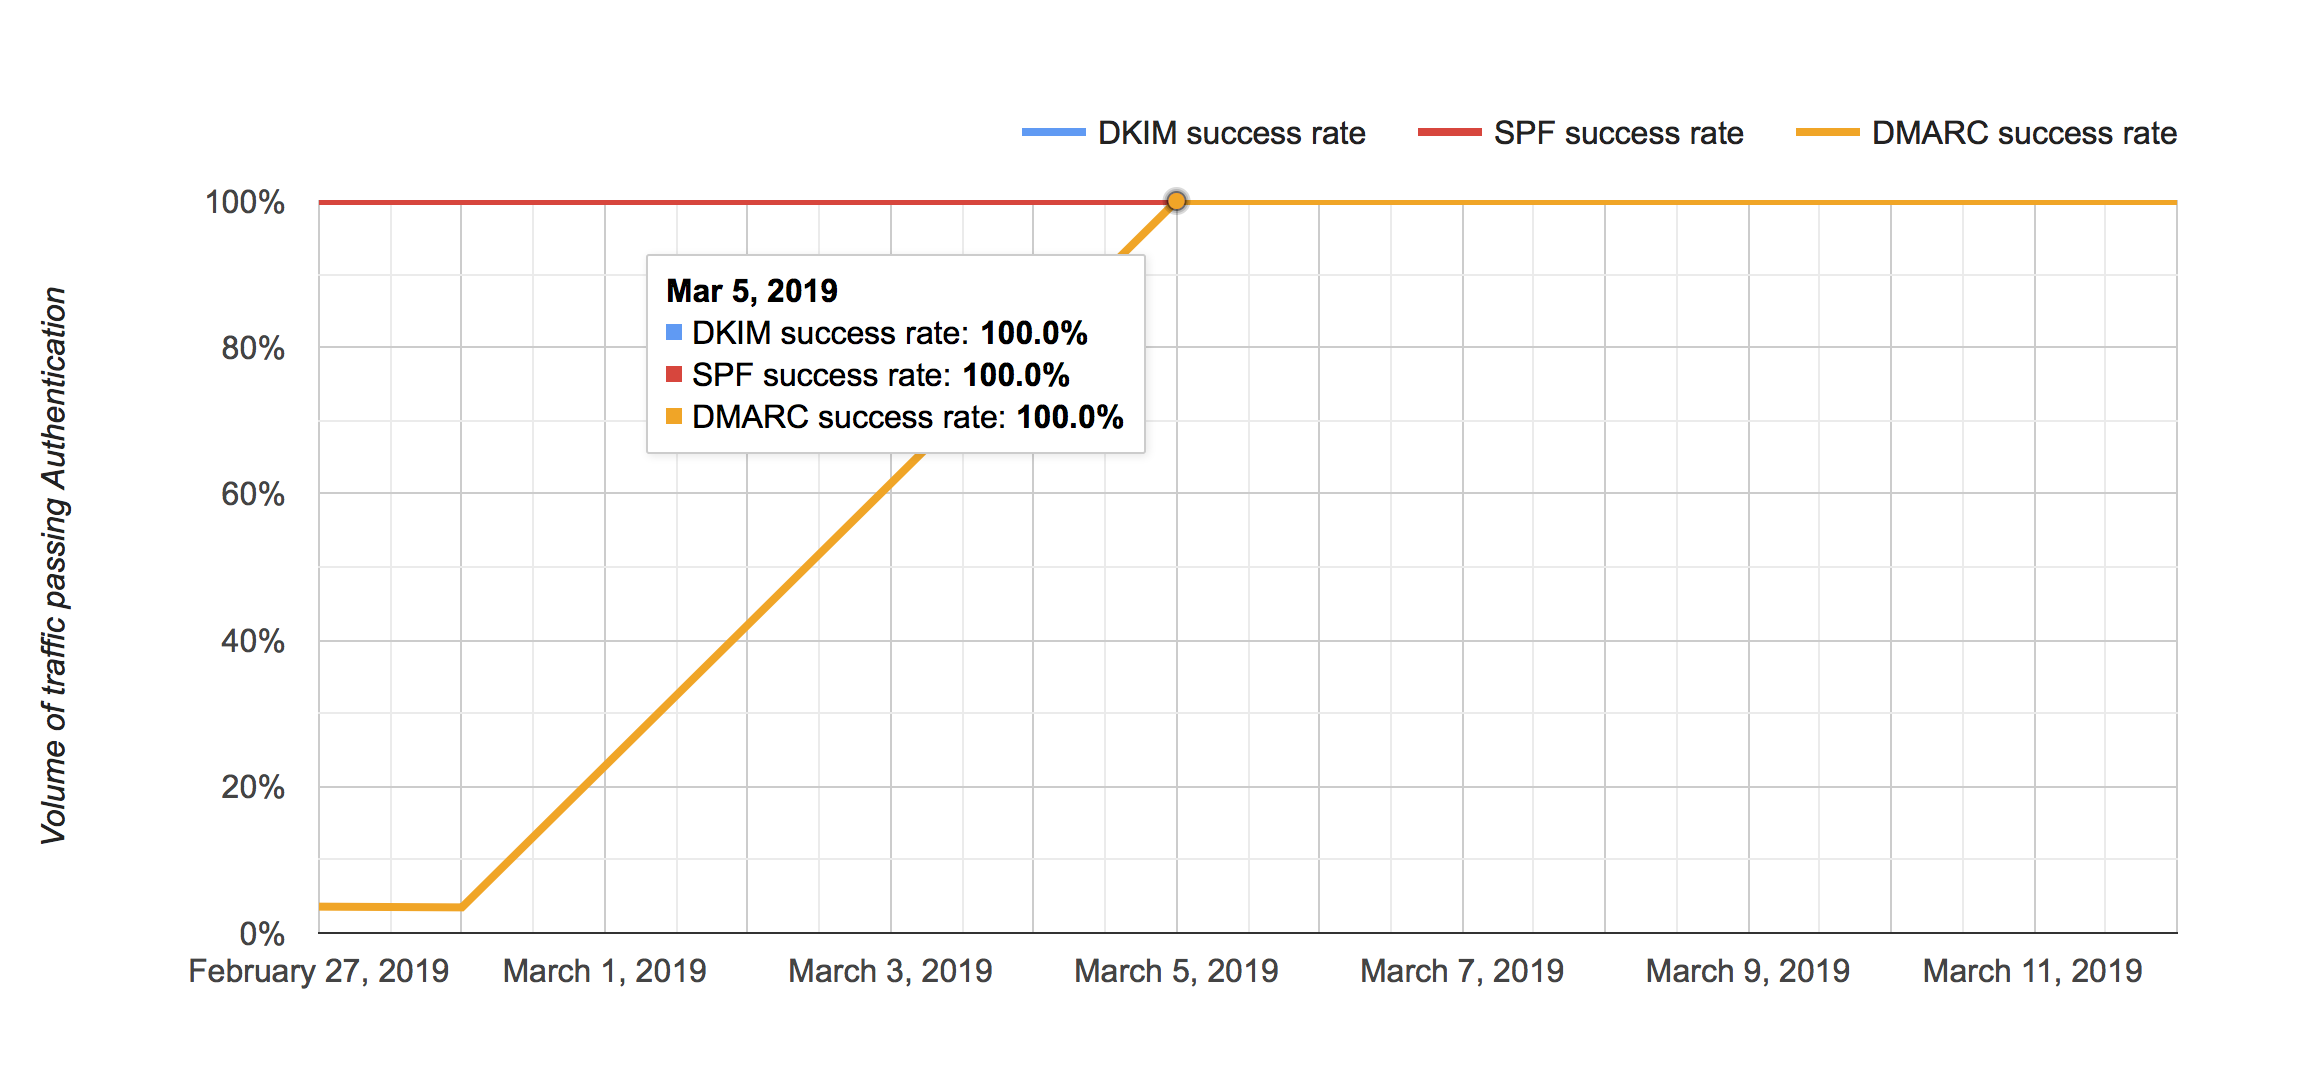 DKIM success rate SPF success rate DMARC success rate
100%
80%
60%
40%
20%
0%
Volume of traffic passing Authentication
Mar 5, 2019
DKIM success rate: 100.0%
SPF success rate: 100.0%
DMARC success rate: 100.0%
February 27, 2019 March 1, 2019 March 3, 2019 March 5, 2019 March 7, 2019 March 9, 2019 March 11, 2019